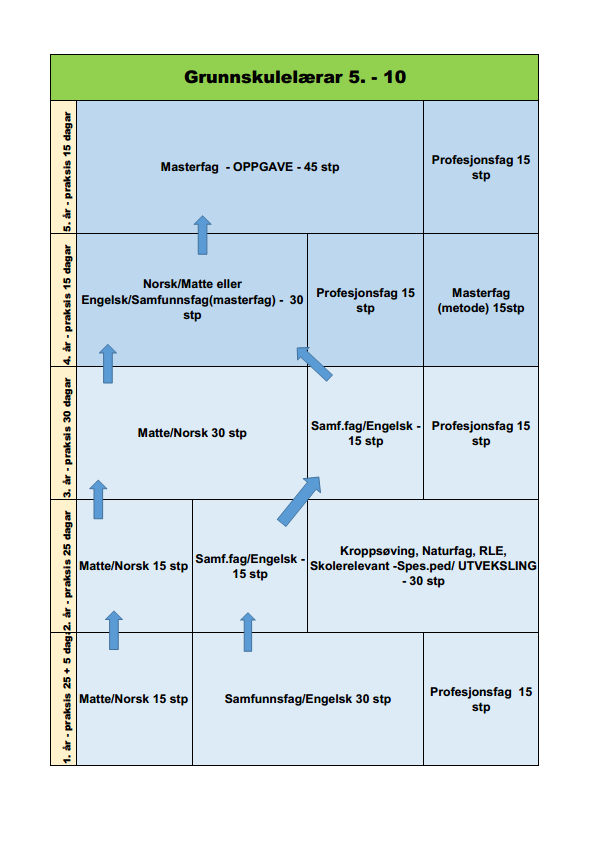 Grunnskulelærar 5. - 10
5. år - praksis 15 dagar
Masterfag - OPPGAVE - 45 stp
Profesjonsfag 15
stp
4. år - praksis 15 dagar
Norsk/Matte eller
Engelsk/Samfunnsfag(masterfag) - 30
stp
Profesjonsfag 15
stp
Masterfag
(metode) 15stp
3. år - praksis 30 dagar
Matte/Norsk 30 stp
Samf.fag/Engelsk -
15 stp
Profesjonsfag 15
stp
2. år - praksis 25 dagar
Matte/Norsk 15 stp
Samf.fag/Engelsk -
15 stp
Kroppsøving, Naturfag, RLE,
Skolerelevant -Spes.ped/ UTVEKSLING
- 30 stp
1. år - praksis 25 + 5 daga
Matte/Norsk 15 stp
Samfunnsfag/Engelsk 30 stp
Profesjonsfag 15
stp